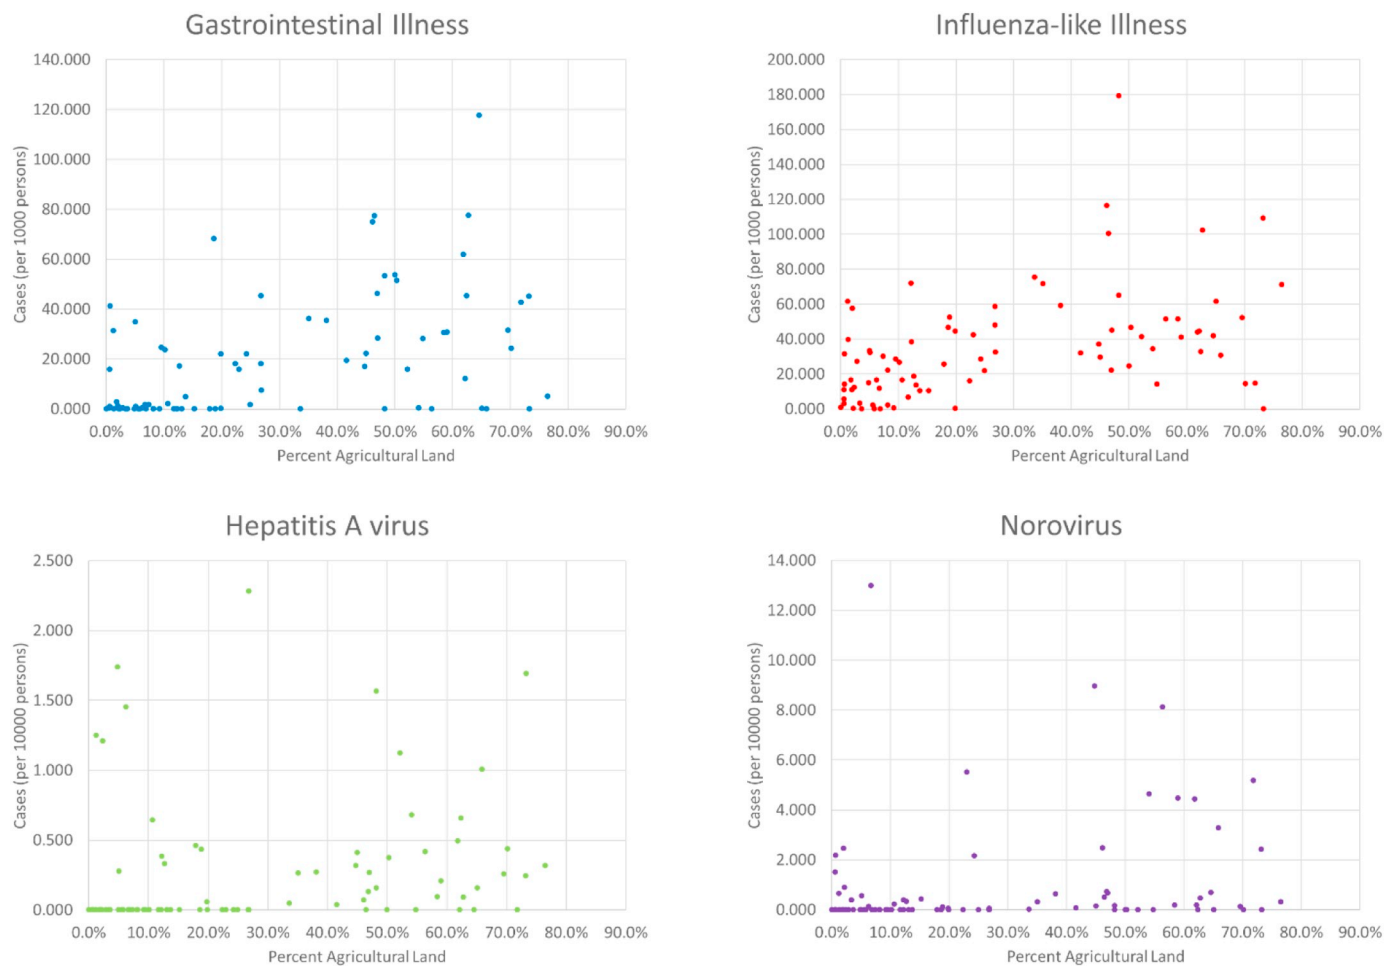 Gastrointestinal Illness
140.000
120.000
100.000
80.000
60.000
40.000
20.000
0.000
Cases (per 1000 persons)
0.0% 10.0% 20.0% 30.0% 40.0% 50.0% 60.0% 70.0% 80.0% 90.0%
Percent Agricultural Land
Influenza-like Illness
200.000
180.000
160.000
140.000
120.000
100.000
80.000
60.000
40.000
20.000
0.000
Cases (per 1000 persons)
0.0% 10.0% 20.0% 30.0% 40.0% 50.0% 60.0% 70.0% 80.0% 90.0%
Percent Agricultural Land
Hepatitis A virus
2.500
2.000
1.500
1.000
0.500
0.000
Cases (per 10000 persons)
0.0% 10.0% 20.0% 30.0% 40.0% 50.0% 60.0% 70.0% 80.0% 90.0%
Percent Agricultural Land
Norovirus
14.000
12.000
10.000
8.000
6.000
4.000
2.000
0.000
Cases (per 10000 persons)
0.0% 10.0% 20.0% 30.0% 40.0% 50.0% 60.0% 70.0% 80.0% 90.0%
Percent Agricultural Land